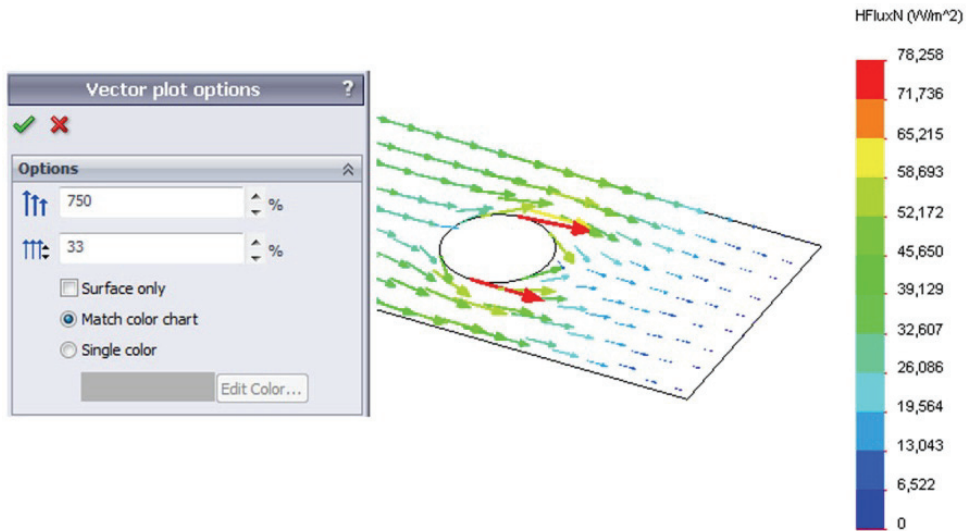 Vector plot options ?
Options
750 %
33 %
Surface only
Match color chart
Single color
Edit Color...
HFluxN (W/m^2)
78,258
71,736
65,215
58,693
52,172
45,650
39,129
32,607
26,086
19,564
13,043
6,522
0